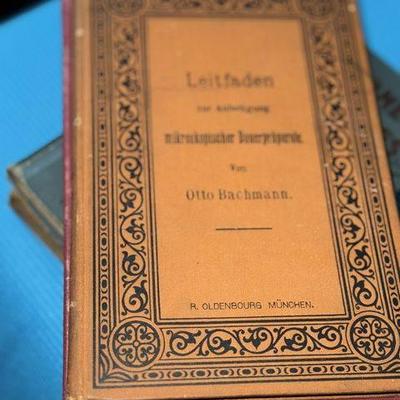 Leitfaden
zur Anfertigung
mikroskopischer Dauerpräparate.
Von
Otto Bachmann.
R. OLDENBOURG MÜNCHEN.